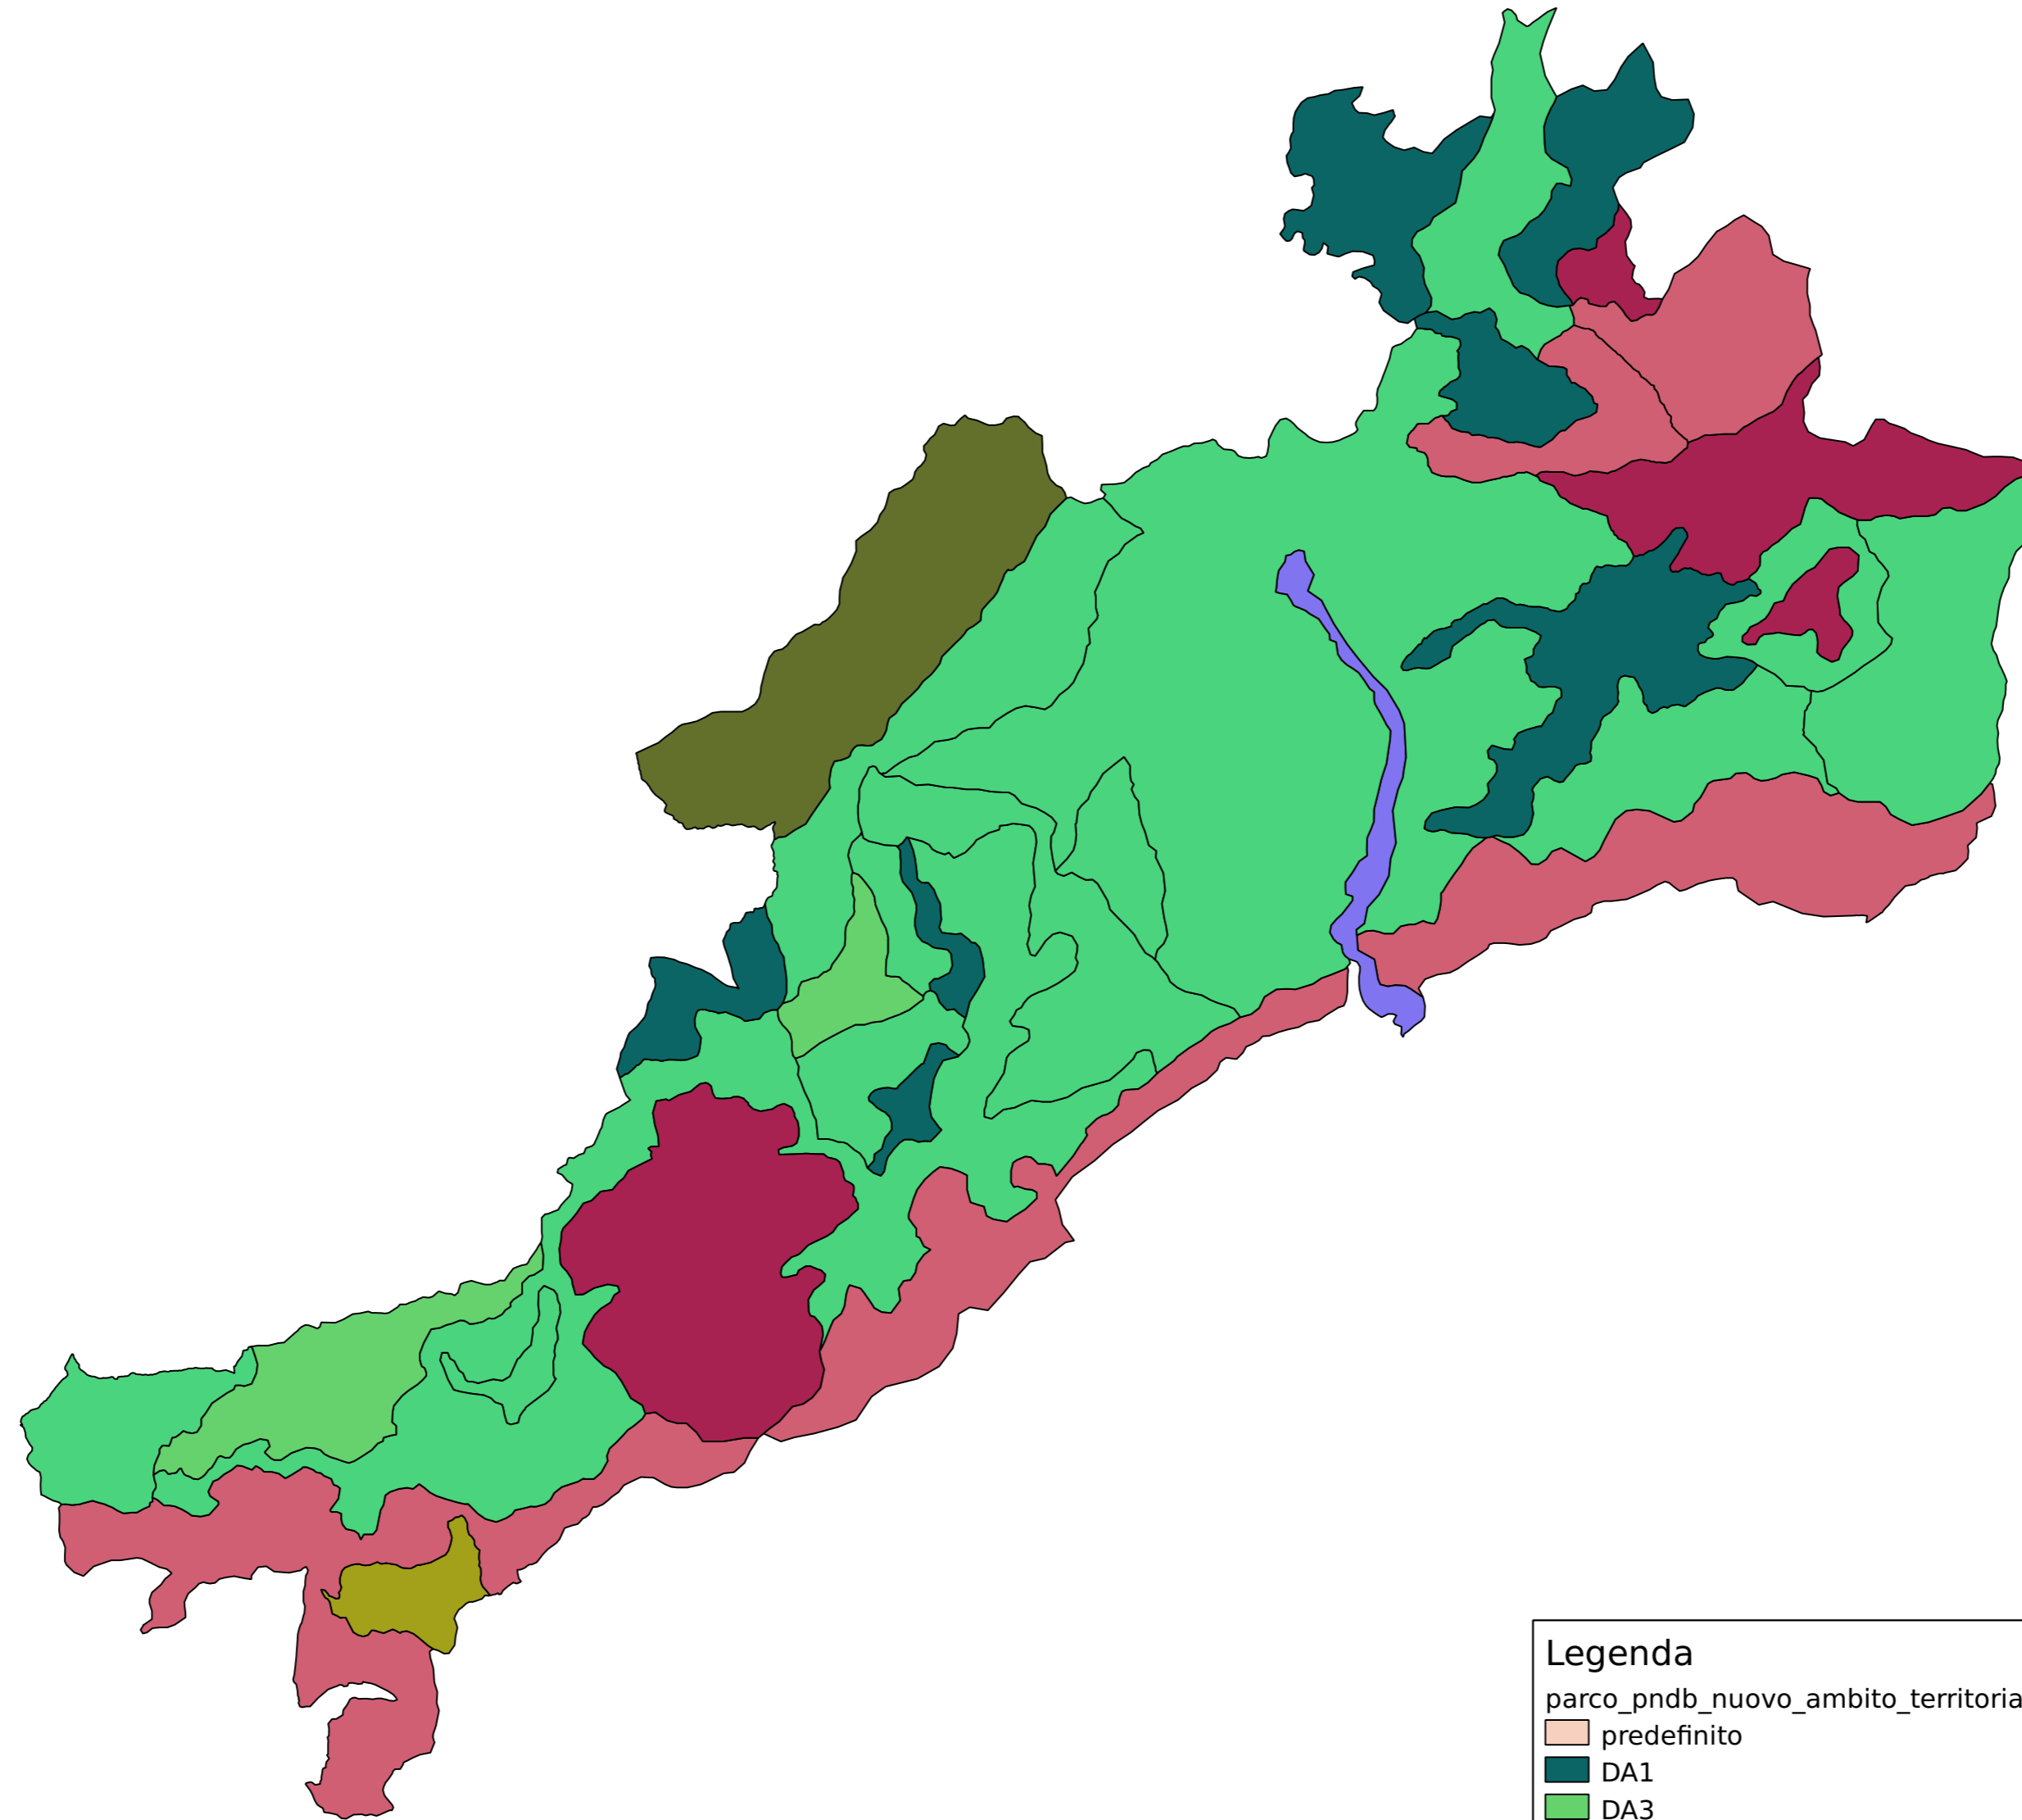 Legenda
parco_pndb_nuovo_ambito_territoria
predefinito
DA1
DA3